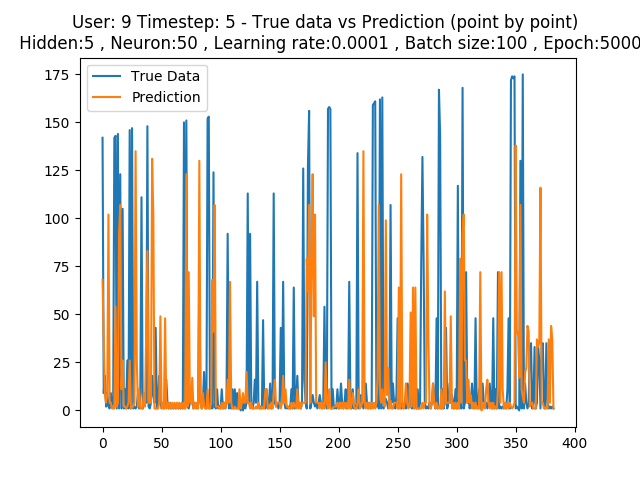 User: 9 Timestep: 5 - True data vs Prediction (point by point)
Hidden:5 , Neuron:50 , Learning rate:0.0001 , Batch size:100 , Epoch:5000
True Data
Prediction
175
150
125
100
75
50
25
0
0 50 100 150 200 250 300 350 400